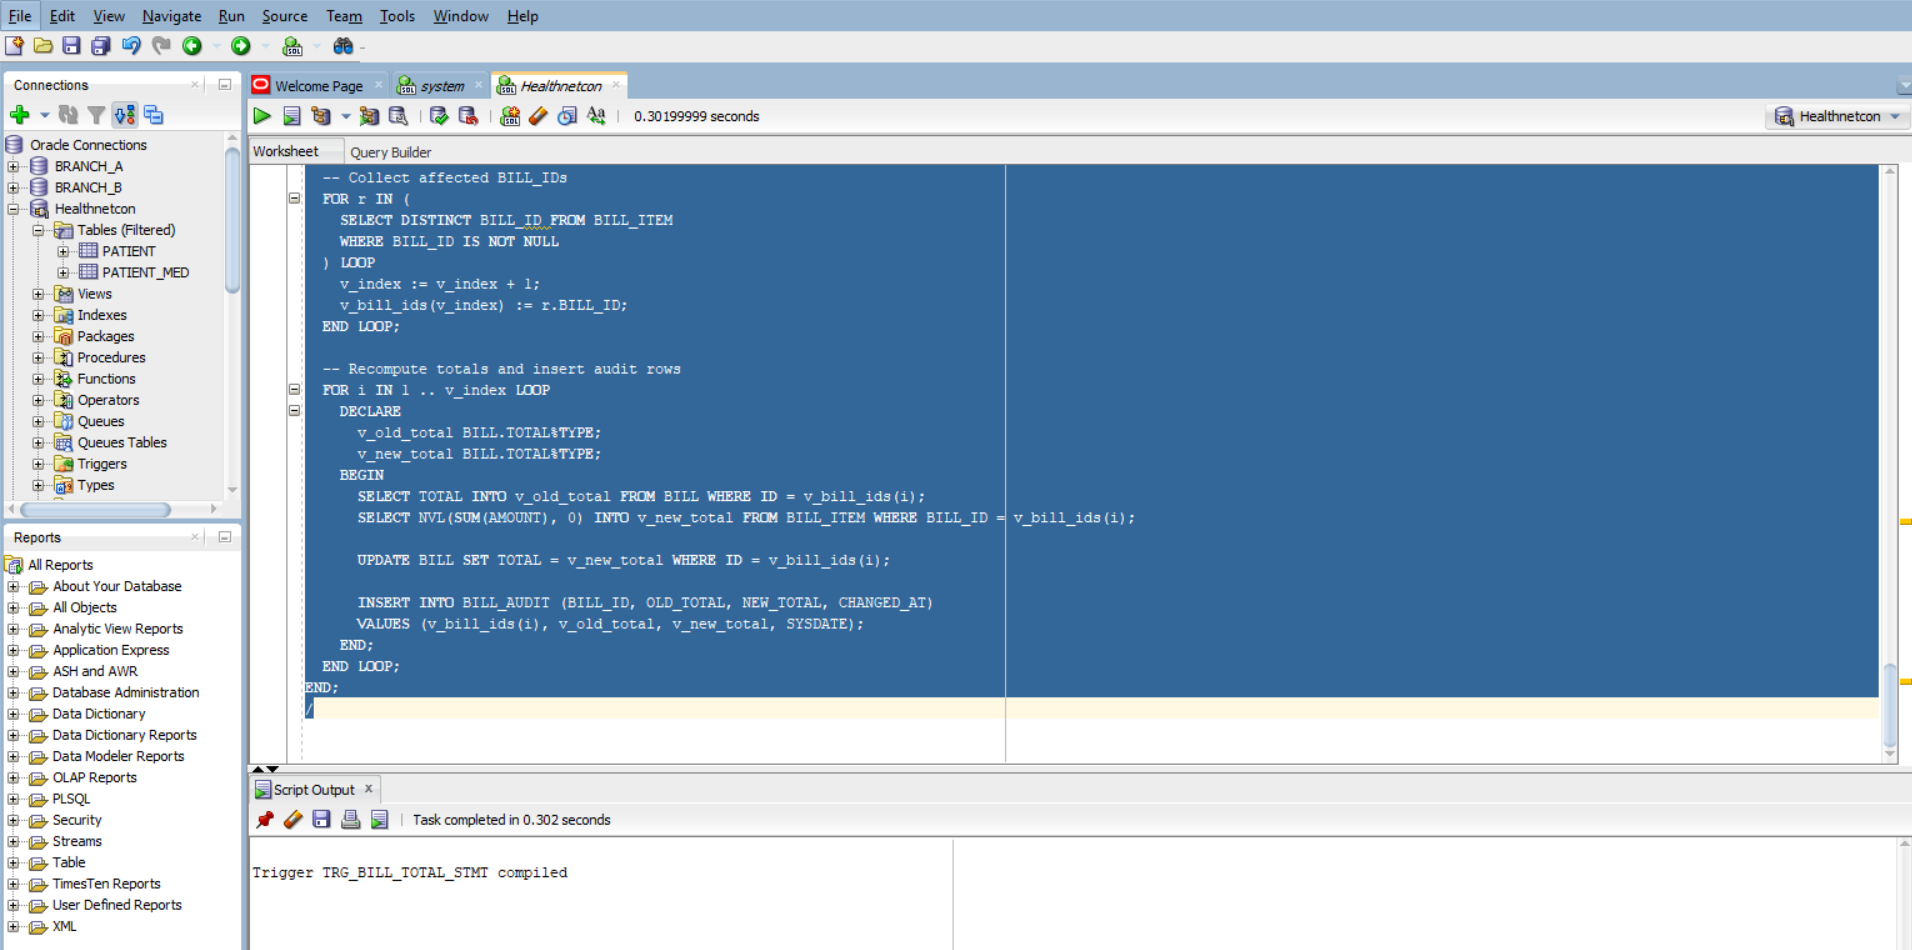 File Edit View Navigate Run Source Team Tools Window Help
Connections
Oracle Connections
BRANCH_A
BRANCH_B
Healthnetcon
Tables (Filtered)
PATIENT
PATIENT_MED
Views
Indexes
Packages
Procedures
Functions
Operators
Queues
Queues Tables
Triggers
Types
Reports
All Reports
About Your Database
All Objects
Analytic View Reports
Application Express
ASH and AWR
Database Administration
Data Dictionary
Data Dictionary Reports
Data Modeler Reports
OLAP Reports
PLSQL
Security
Streams
Table
TimesTen Reports
User Defined Reports
XML
Welcome Page system Healthnetcon
0.30199999 seconds
Healthnetcon
Worksheet Query Builder
-- Collect affected BILL_IDs
FOR r IN (
SELECT DISTINCT BILL_ID FROM BILL_ITEM
WHERE BILL_ID IS NOT NULL
) LOOP
v_index := v_index + 1;
v_bill_ids(v_index) := r.BILL_ID;
END LOOP;
-- Recompute totals and insert audit rows
FOR i IN 1 .. v_index LOOP
DECLARE
v_old_total BILL.TOTAL%TYPE;
v_new_total BILL.TOTAL%TYPE;
BEGIN
SELECT TOTAL INTO v_old_total FROM BILL WHERE ID = v_bill_ids(i);
SELECT NVL(SUM(AMOUNT), 0) INTO v_new_total FROM BILL_ITEM WHERE BILL_ID = v_bill_ids(i);
UPDATE BILL SET TOTAL = v_new_total WHERE ID = v_bill_ids(i);
INSERT INTO BILL_AUDIT (BILL_ID, OLD_TOTAL, NEW_TOTAL, CHANGED_AT)
VALUES (v_bill_ids(i), v_old_total, v_new_total, SYSDATE);
END;
END LOOP;
END;
/
Script Output
Task completed in 0.302 seconds
Trigger TRG_BILL_TOTAL_STMT compiled